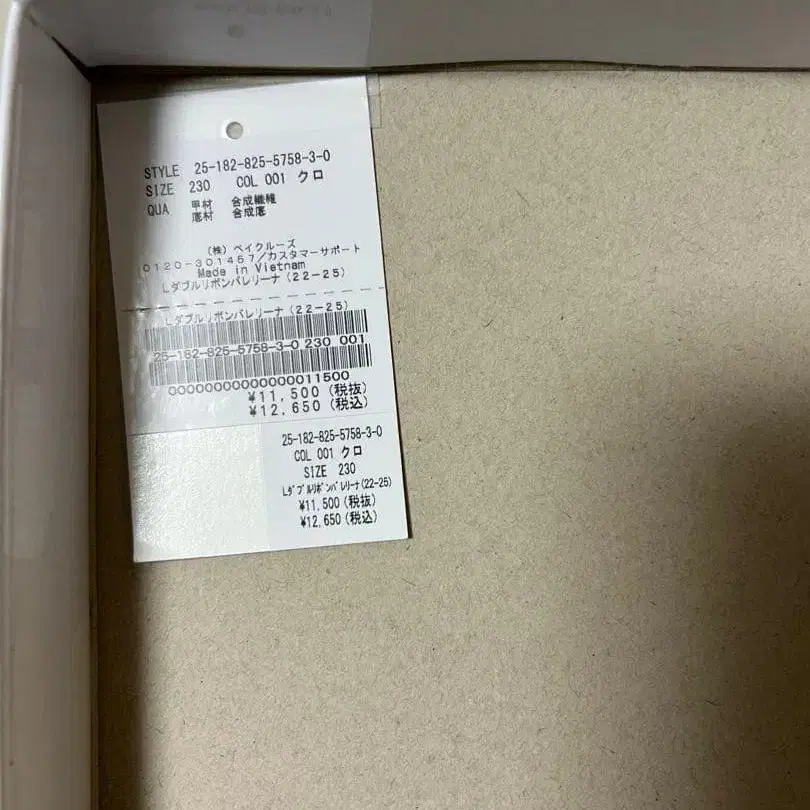 STYLE 25-182-825-5758-3-0
SIZE 230 COL 001 クロ
QUA 甲材 合成繊維
底材 合成底
(株) ベイクルーズ
0120-301457/カスタマーサポート
Made in Vietnam
Lダブルリボンバレリーナ (22-25)
Lダブルリボンバレリーナ (22-25)
25-182-825-5758-3-0 230 001
0000000000000011500
¥11,500 (税抜)
¥12,650 (税込)
25-182-825-5758-3-0
COL 001 クロ
SIZE 230
Lダブルリボンバレリーナ(22-25)
¥11,500 (税抜)
¥12,650 (税込)